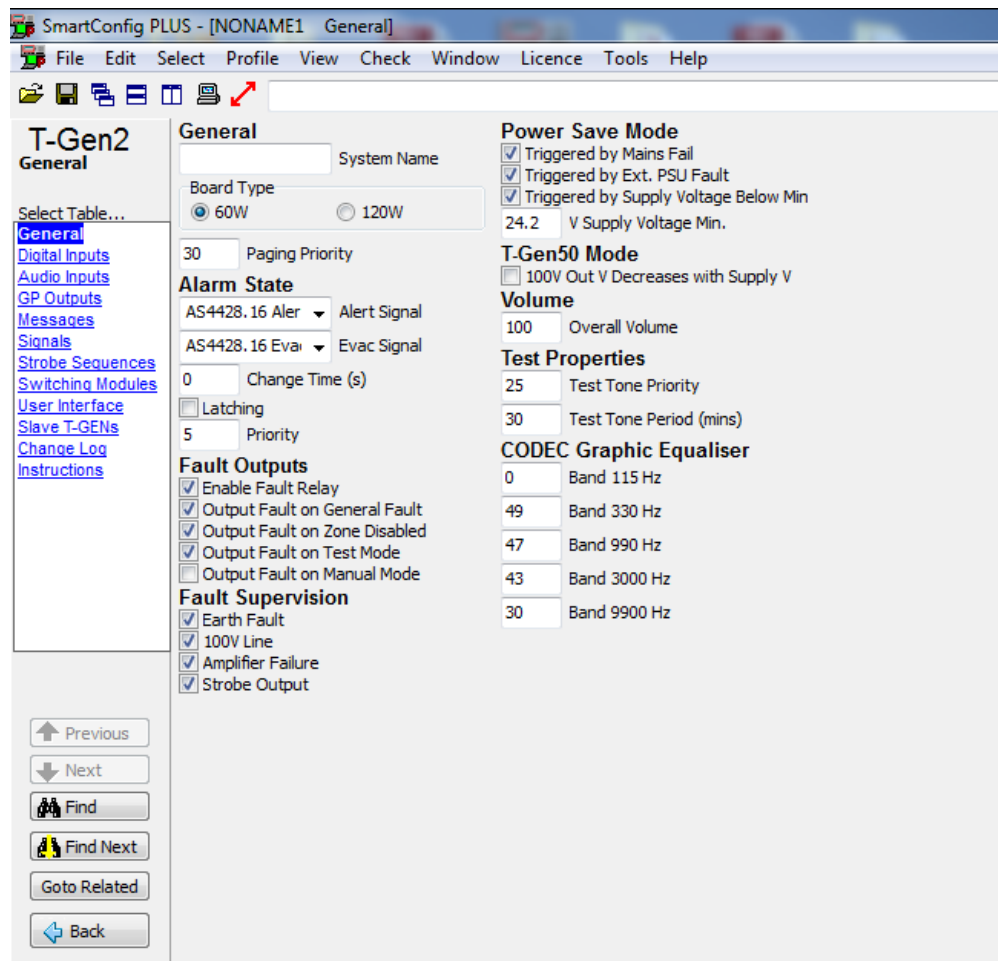 SmartConfig PLUS - [NONAME1 General]
File Edit Select Profile View Check Window Licence Tools Help
T-Gen2
General
Select Table...
General
Digital Inputs
Audio Inputs
GP Outputs
Messages
Signals
Strobe Sequences
Switching Modules
User Interface
Slave T-GENs
Change Log
Instructions
Previous
Next
Find
Find Next
Goto Related
Back
General
System Name
Board Type
60W 120W
30 Paging Priority
Alarm State
AS4428.16 Aler Alert Signal
AS4428.16 Eva Evac Signal
0 Change Time (s)
Latching
5 Priority
Fault Outputs
Enable Fault Relay
Output Fault on General Fault
Output Fault on Zone Disabled
Output Fault on Test Mode
Output Fault on Manual Mode
Fault Supervision
Earth Fault
100V Line
Amplifier Failure
Strobe Output
Power Save Mode
Triggered by Mains Fail
Triggered by Ext. PSU Fault
Triggered by Supply Voltage Below Min
24.2 V Supply Voltage Min.
T-Gen50 Mode
100V Out V Decreases with Supply V
Volume
100 Overall Volume
Test Properties
25 Test Tone Priority
30 Test Tone Period (mins)
CODEC Graphic Equaliser
0 Band 115 Hz
49 Band 330 Hz
47 Band 990 Hz
43 Band 3000 Hz
30 Band 9900 Hz